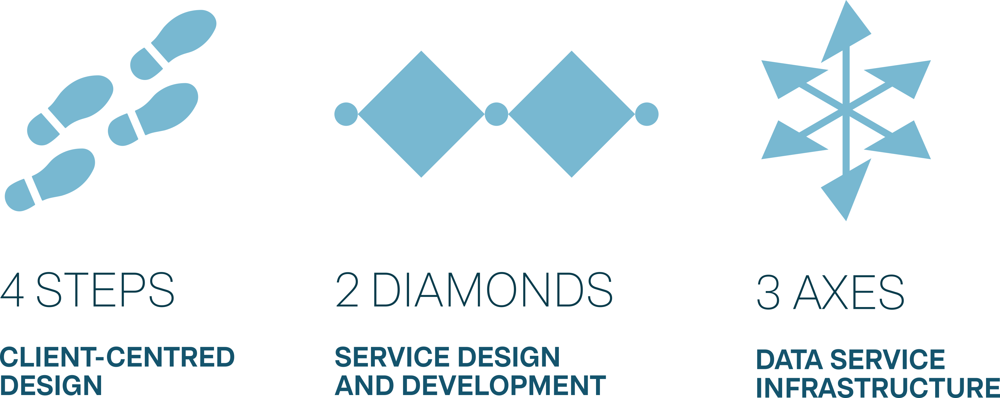 4 STEPS
CLIENT-CENTRED
DESIGN
2 DIAMONDS
SERVICE DESIGN
AND DEVELOPMENT
3 AXES
DATA SERVICE
INFRASTRUCTURE